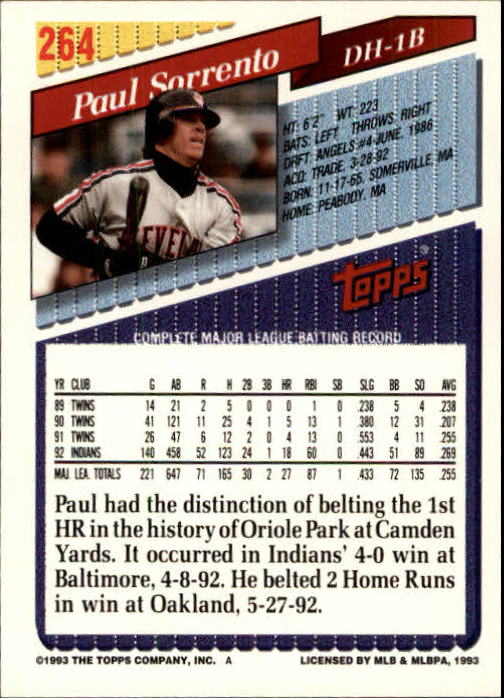 264
Paul Sorrento
DH-1B
HT: 6'2" WT: 223
BATS: LEFT THROWS: RIGHT
DRFT: ANGELS #4-JUNE, 1986
ACQ: TRADE, 3-28-92
BORN: 11-17-65, SOMERVILLE, MA
HOME: PEABODY, MA
EVEL
Topps®
COMPLETE MAJOR LEAGUE BATTING RECORD
YR CLUB G AB R H 2B 3B HR RBI SB SLG BB SO AVG
89 TWINS 14 21 2 5 0 0 0 1 0 .238 5 4 .238
90 TWINS 41 121 11 25 4 1 5 13 1 .380 12 31 .207
91 TWINS 26 47 6 12 2 0 4 13 0 .553 4 11 .255
92 INDIANS 140 458 52 123 24 1 18 60 0 .443 51 89 .269
MAJ. LEA. TOTALS 221 647 71 165 30 2 27 87 1 .433 72 135 .255
Paul had the distinction of belting the 1st
HR in the history of Oriole Park at Camden
Yards. It occurred in Indians' 4-0 win at
Baltimore, 4-8-92. He belted 2 Home Runs
in win at Oakland, 5-27-92.
©1993 THE TOPPS COMPANY, INC. A LICENSED BY MLB & MLBPA, 1993